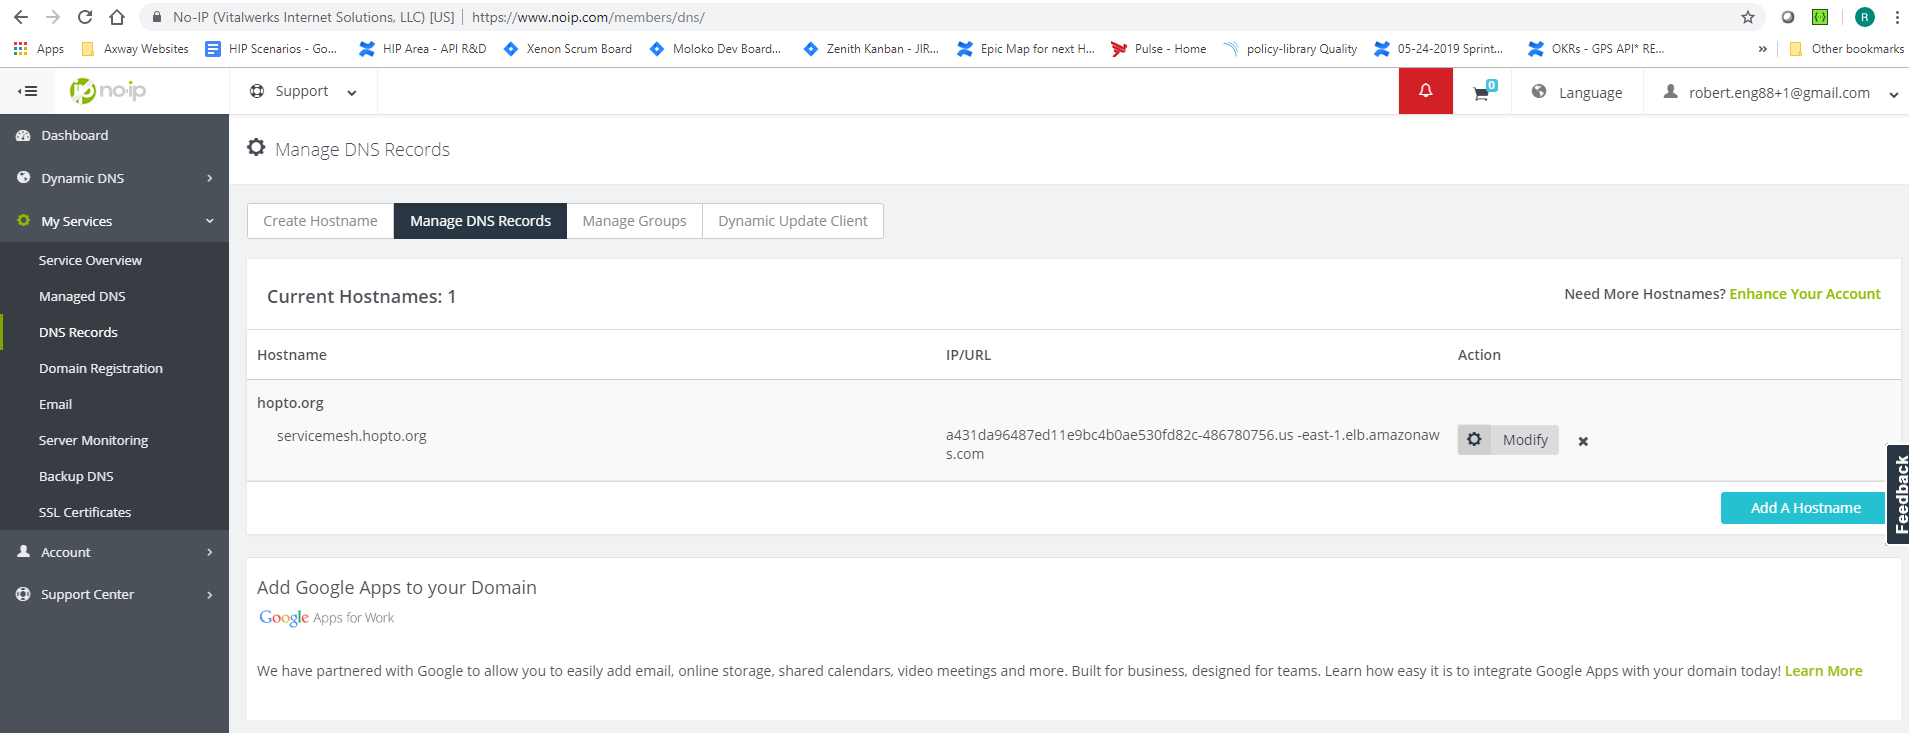 No-IP (Vitalwerks Internet Solutions, LLC) [US] https://www.noip.com/members/dns/
R
Apps Axway Websites HIP Scenarios - Go... HIP Area - API R&D Xenon Scrum Board Moloko Dev Board... Zenith Kanban - JIR... Epic Map for next H... Pulse - Home policy-library Quality 05-24-2019 Sprint... OKRs - GPS API* RE... » Other bookmarks
no-ip Support 0 Language robert.eng88+1@gmail.com
Dashboard
Dynamic DNS
My Services
Service Overview
Managed DNS
DNS Records
Domain Registration
Email
Server Monitoring
Backup DNS
SSL Certificates
Account
Support Center
Manage DNS Records
Create Hostname Manage DNS Records Manage Groups Dynamic Update Client
Current Hostnames: 1 Need More Hostnames? Enhance Your Account
Hostname IP/URL Action
hopto.org
servicemesh.hopto.org a431da96487ed11e9bc4b0ae530fd82c-486780756.us -east-1.elb.amazonaw Modify
s.com
Feedback
Add A Hostname
Add Google Apps to your Domain
Google Apps for Work
We have partnered with Google to allow you to easily add email, online storage, shared calendars, video meetings and more. Built for business, designed for teams. Learn how easy it is to integrate Google Apps with your domain today! Learn More